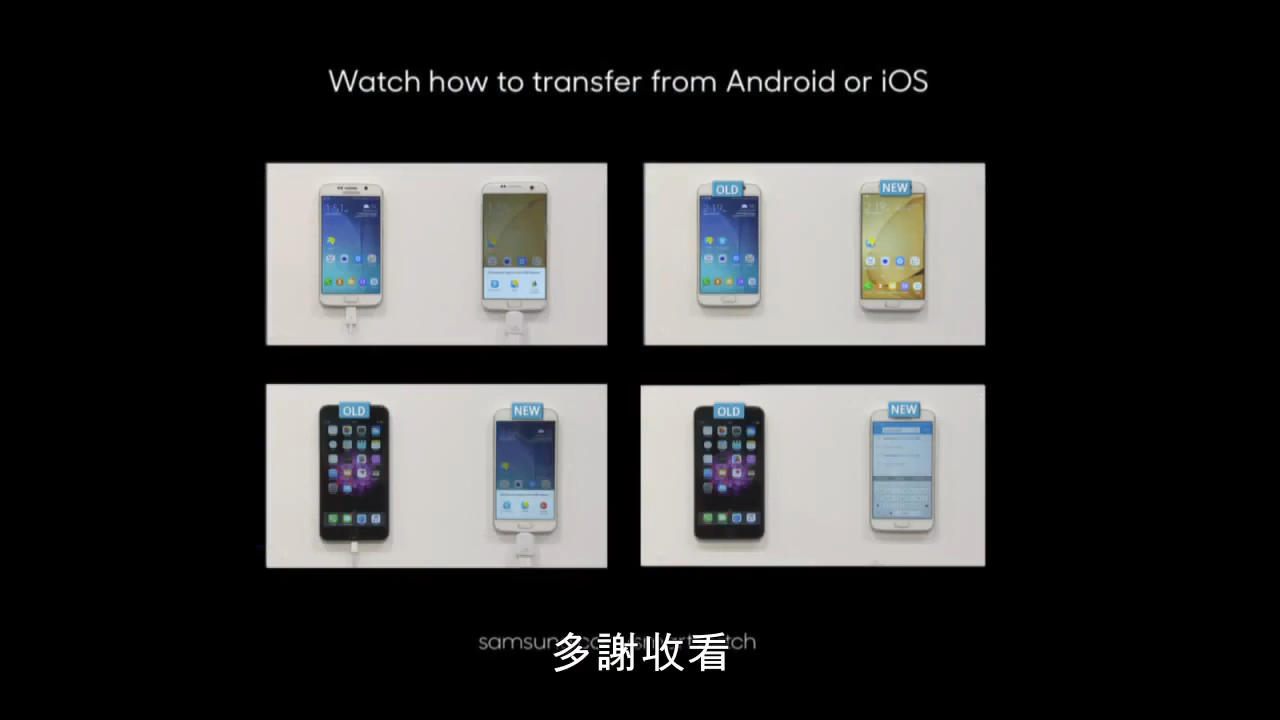 Watch how to transfer from Android or iOS
OLD
NEW
OLD
NEW
OLD
NEW
多謝收看